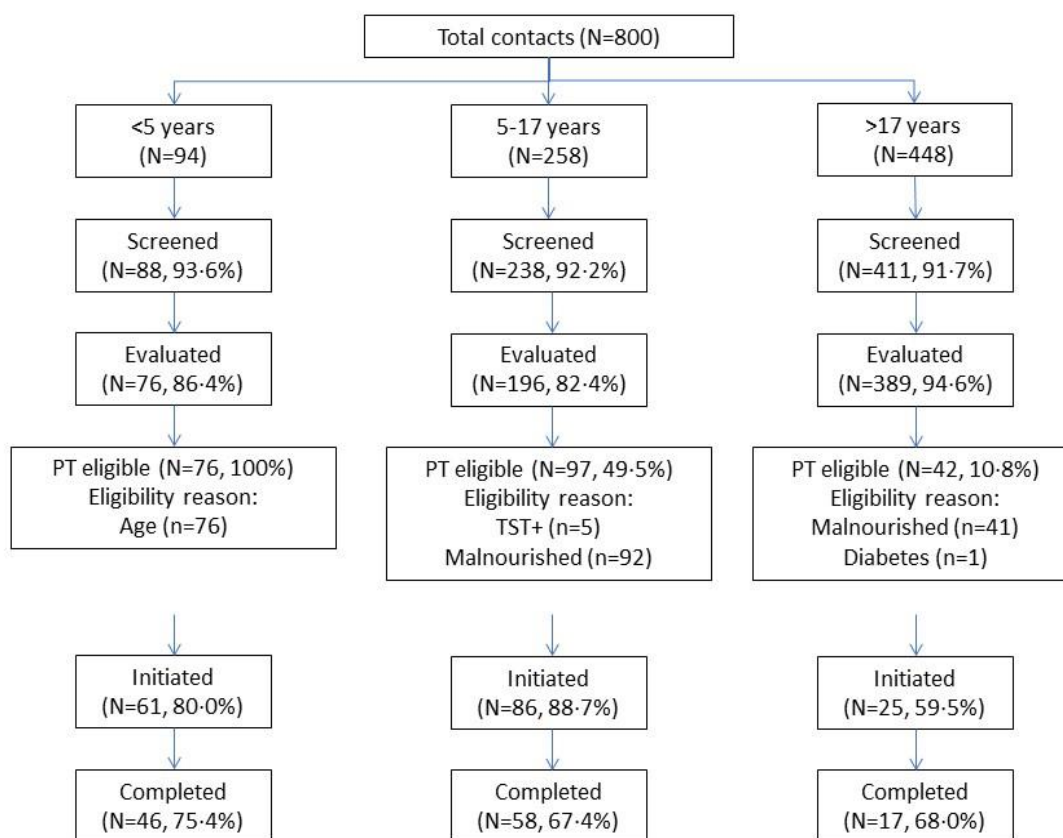 Total contacts (N=800)
<5 years
(N=94)
5-17 years
(N=258)
>17 years
(N=448)
Screened
(N=88, 93·6%)
Screened
(N=238, 92·2%)
Screened
(N=411, 91·7%)
Evaluated
(N=76, 86·4%)
Evaluated
(N=196, 82·4%)
Evaluated
(N=389, 94·6%)
PT eligible (N=76, 100%)
Eligibility reason:
Age (n=76)
PT eligible (N=97, 49·5%)
Eligibility reason:
TST+ (n=5)
Malnourished (n=92)
PT eligible (N=42, 10·8%)
Eligibility reason:
Malnourished (n=41)
Diabetes (n=1)
Initiated
(N=61, 80·0%)
Initiated
(N=86, 88·7%)
Initiated
(N=25, 59·5%)
Completed
(N=46, 75·4%)
Completed
(N=58, 67·4%)
Completed
(N=17, 68·0%)